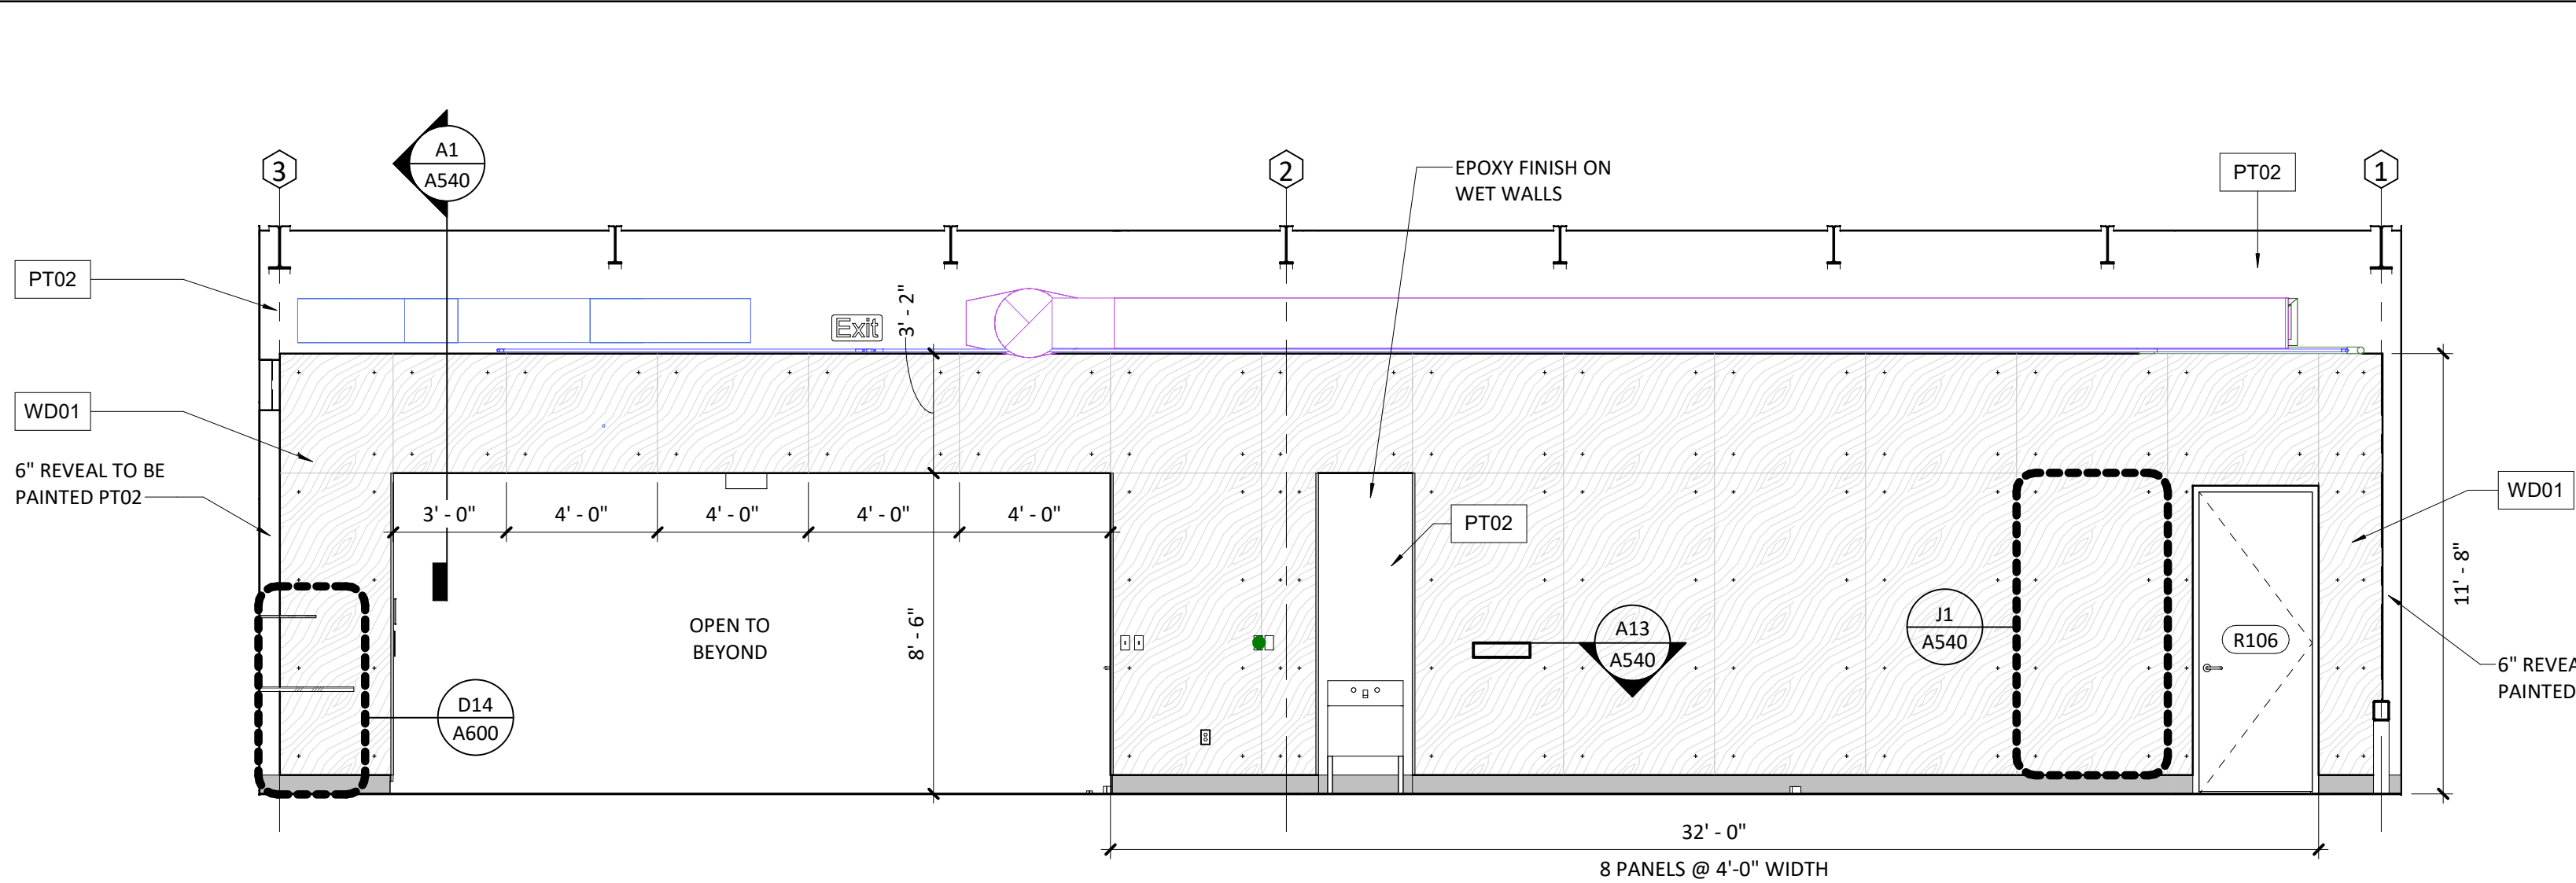 A1
A540
3
2
EPOXY FINISH ON
WET WALLS
PT02
1
PT02
Exit
3' - 2"
WD01
6" REVEAL TO BE
PAINTED PT02
3' - 0"
4' - 0"
4' - 0"
4' - 0"
4' - 0"
PT02
WD01
11' - 8"
OPEN TO
BEYOND
8' - 6"
A13
A540
J1
A540
R106
6" REVEA
PAINTED
D14
A600
32' - 0"
8 PANELS @ 4'-0" WIDTH